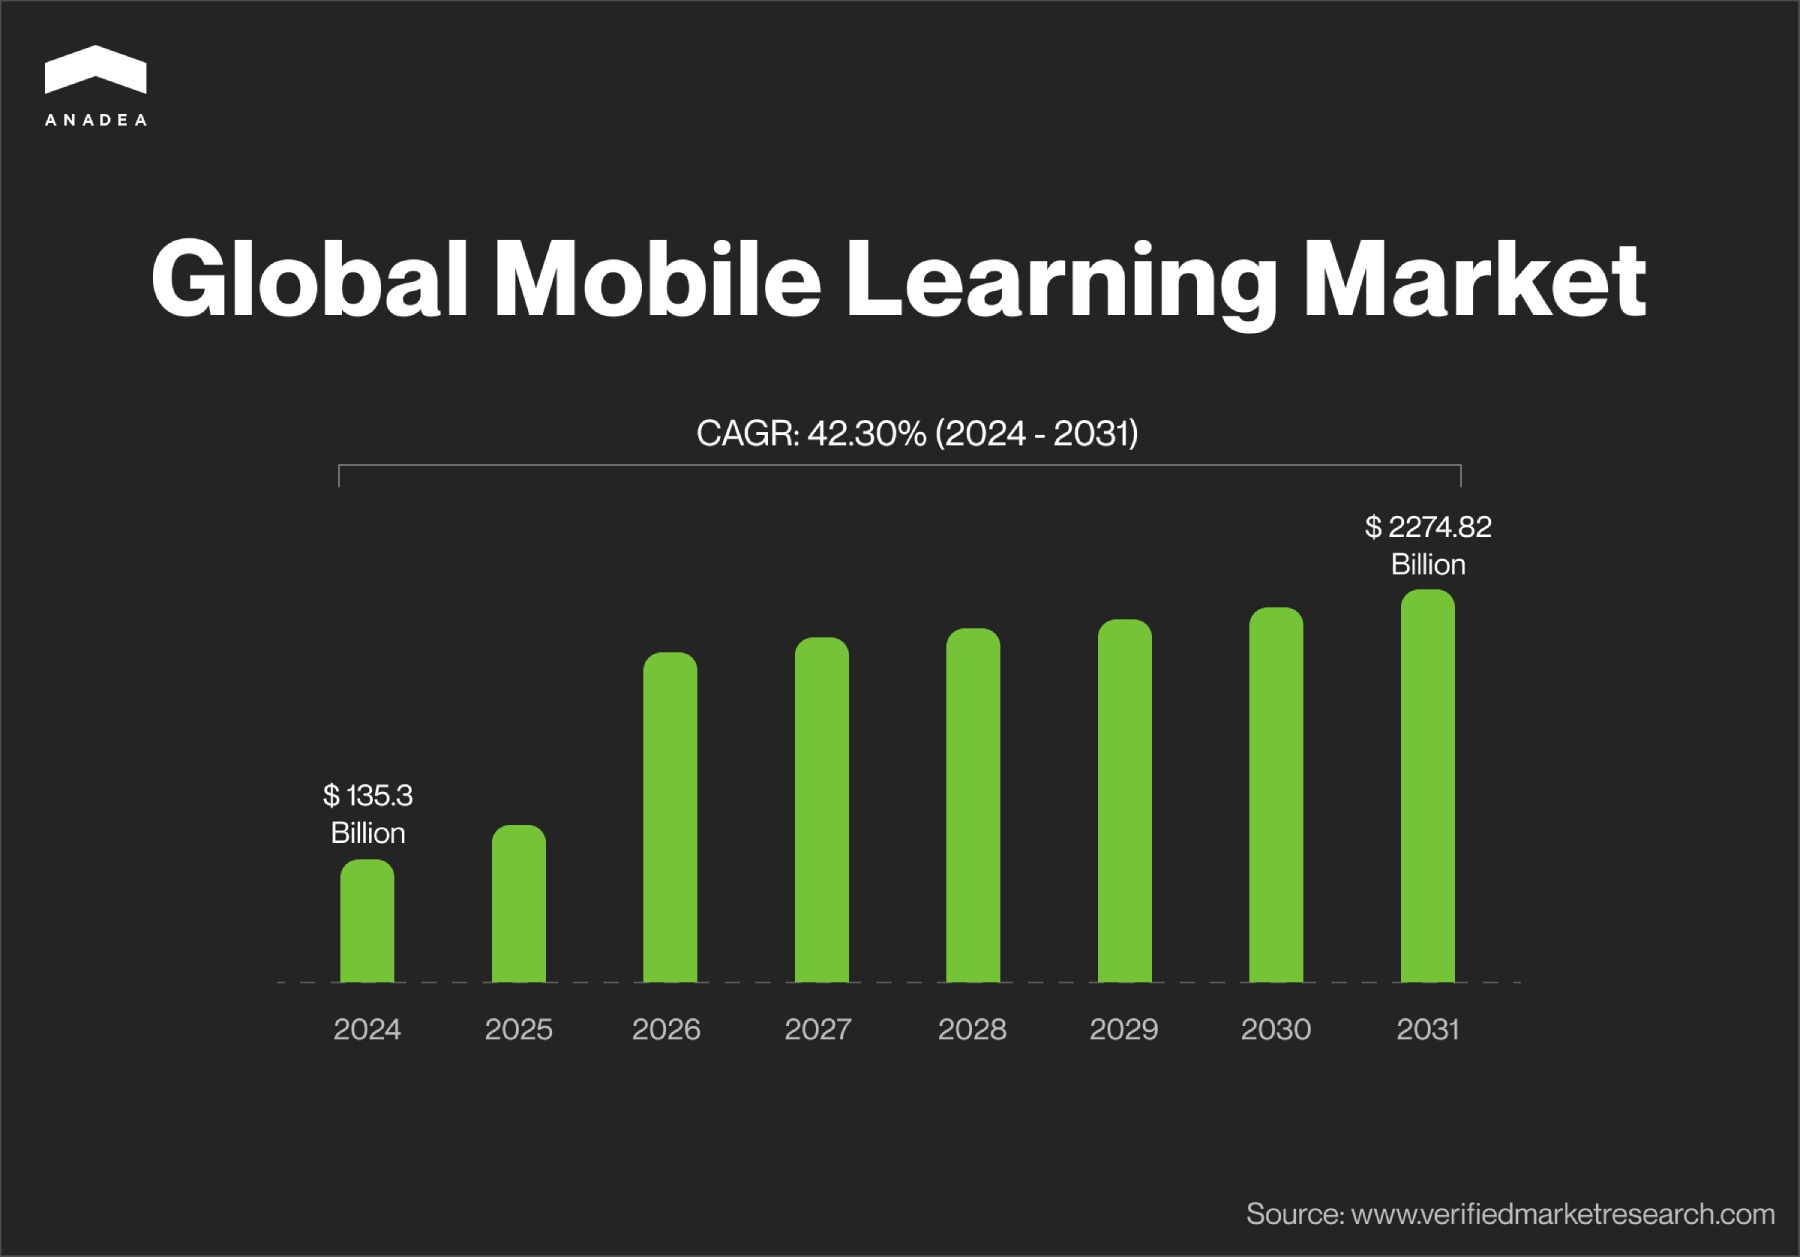 ANADEA
Global Mobile Learning Market
CAGR: 42.30% (2024 - 2031)
$ 2274.82
Billion
$ 135.3
Billion
2024 2025 2026 2027 2028 2029 2030 2031
Source: www.verifiedmarketresearch.com